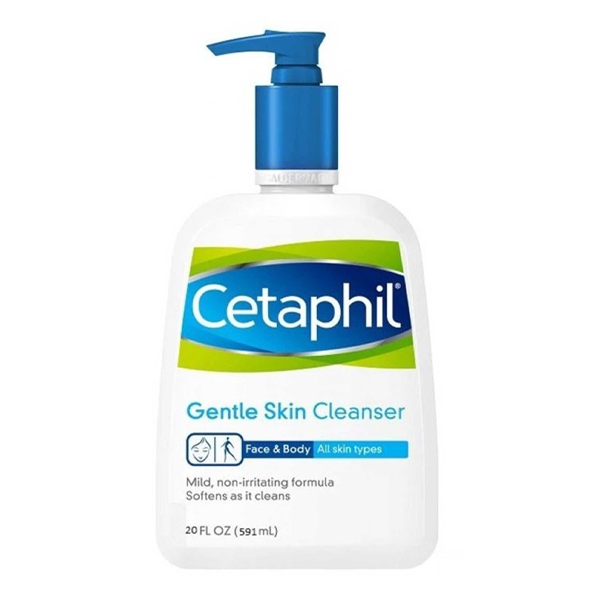 Cetaphil®
Gentle Skin Cleanser
Face & Body All skin types
Mild, non-irritating formula
Softens as it cleans
20 FL OZ (591 mL)